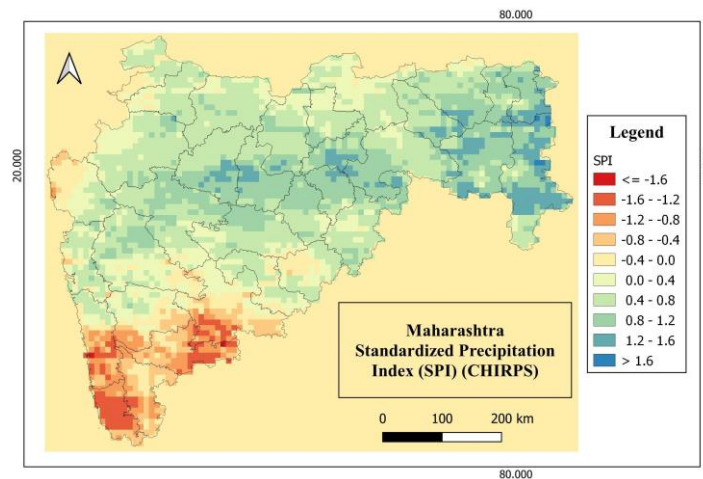 80.000
20.000
Legend
SPI
<= -1.6
-1.6 - -1.2
-1.2 - -0.8
-0.8 - -0.4
-0.4 - 0.0
0.0 - 0.4
0.4 - 0.8
0.8 - 1.2
1.2 - 1.6
> 1.6
Maharashtra
Standardized Precipitation
Index (SPI) (CHIRPS)
0 100 200 km
80.000